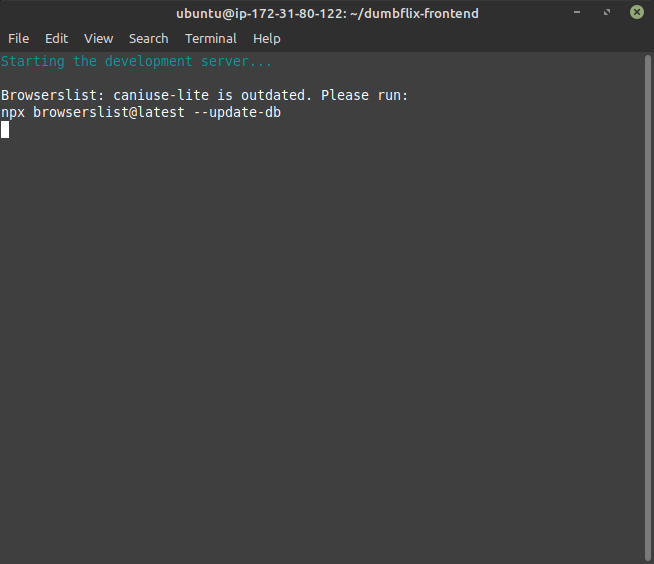 ubuntu@ip-172-31-80-122: ~/dumbflix-frontend
File Edit View Search Terminal Help
Starting the development server...
Browserslist: caniuse-lite is outdated. Please run:
npx browserslist@latest --update-db